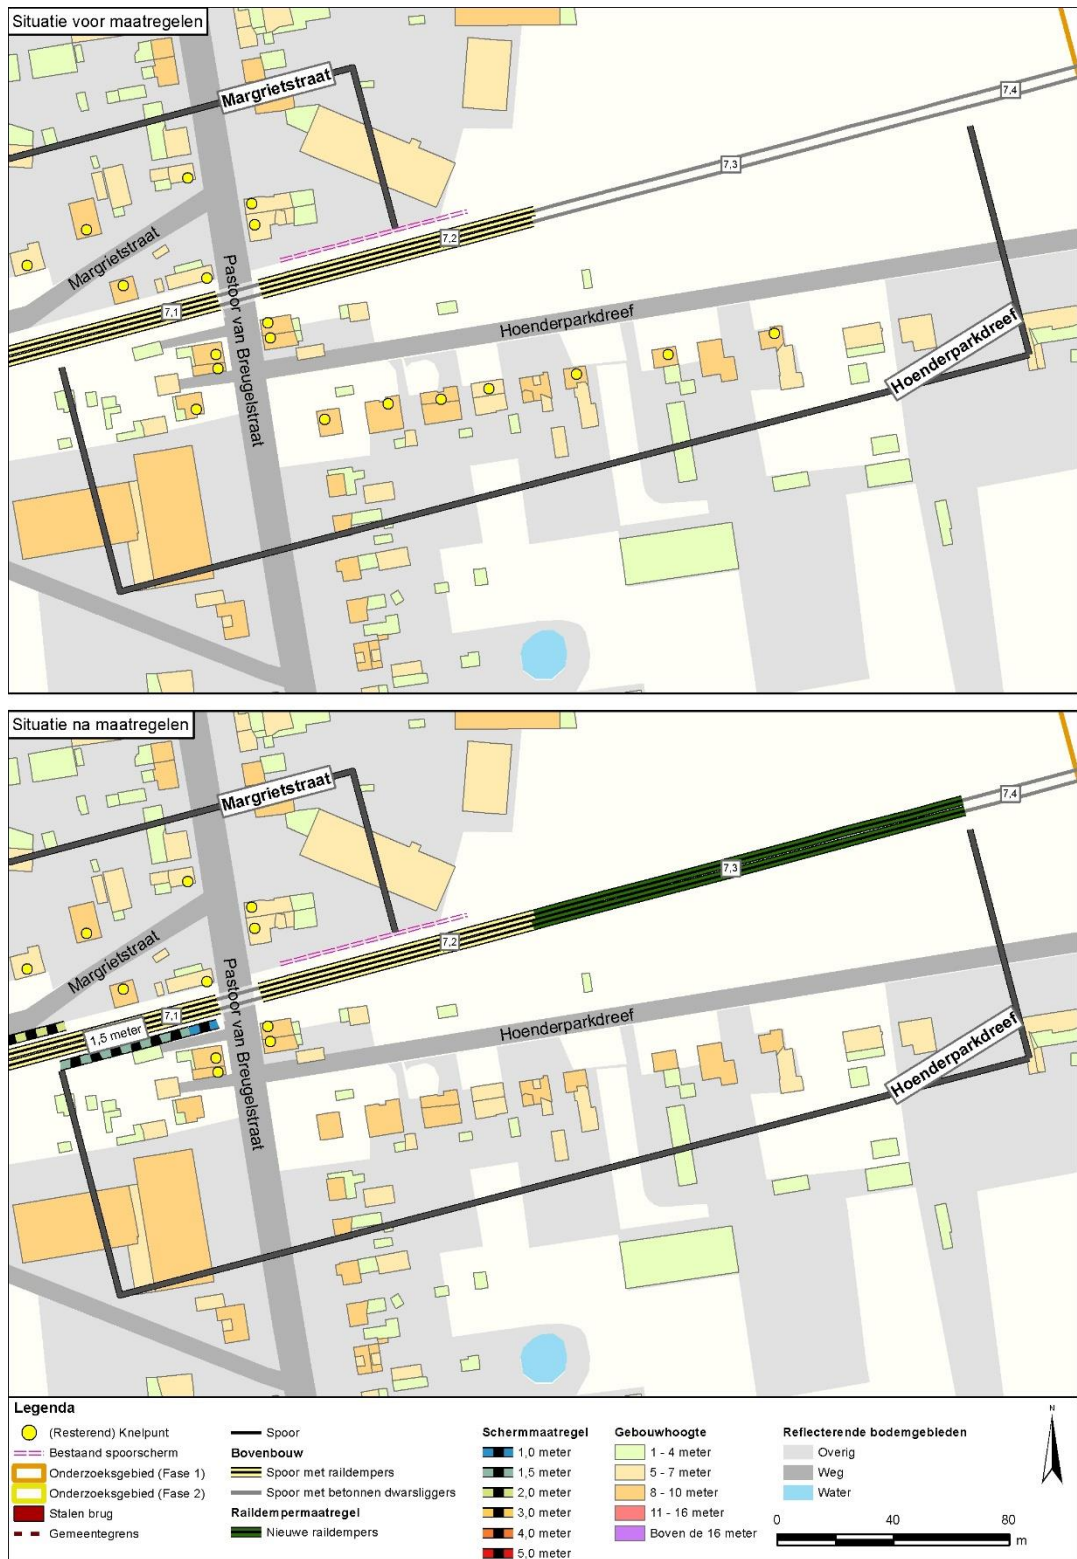 Situatie voor maatregelen
Margrietstraat
7,4
7,3
Margrietstraat
7,2
Pastoor van Breugelstraat
7,1
Hoenderparkdreef
Hoenderparkdreef
Situatie na maatregelen
Margrietstraat
7,4
7,3
Margrietstraat
7,2
Pastoor van Breugelstraat
7,1
1,5 meter
Hoenderparkdreef
Hoenderparkdreef
Legenda
(Resterend) Knelpunt
Bestaand spoorscherm
Onderzoeksgebied (Fase 1)
Onderzoeksgebied (Fase 2)
Stalen brug
Gemeentegrens
Spoor
Bovenbouw
Spoor met raildempers
Spoor met betonnen dwarsliggers
Raildempermaatregel
Nieuwe raildempers
Schermmaatregel
1,0 meter
1,5 meter
2,0 meter
3,0 meter
4,0 meter
5,0 meter
Gebouwhoogte
1 - 4 meter
5 - 7 meter
8 - 10 meter
11 - 16 meter
Boven de 16 meter
Reflecterende bodemgebieden
Overig
Weg
Water
N
0 40 80
m